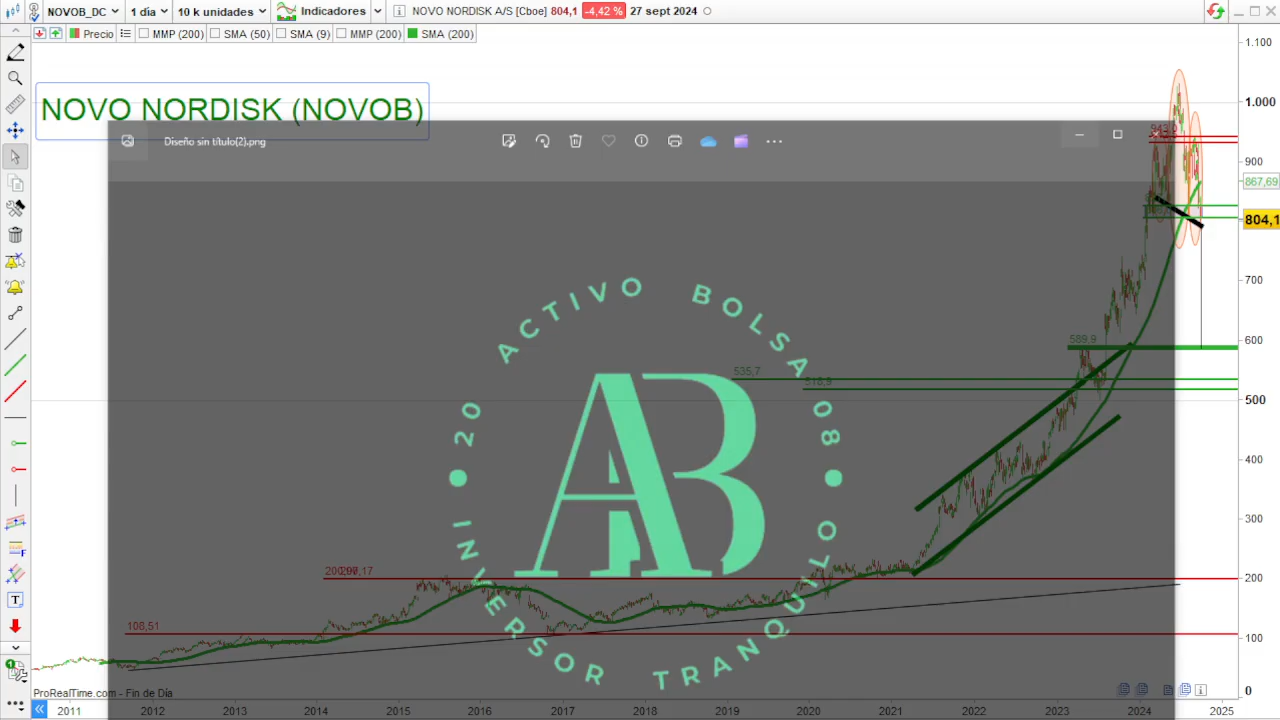 NOVOB_DC 1 día 10 k unidades Indicadores NOVO NORDISK A/S [Cboe] 804,1 -4,42 % 27 sept 2024
Precio MMP (200) SMA (50) SMA (9) MMP (200) SMA (200)
NOVO NORDISK (NOVOB)
Diseño sin título(2).png
1.100
1.000
943,0
900
867,69
804,1
700
600
589,9
535,7
518,9
500
400
300
200
207,17
108,51
100
0
ACTIVO BOLSA
20 08
AB
INVERSOR TRANQUILO
ProRealTime.com - Fin de Día
2011 2012 2013 2014 2015 2016 2017 2018 2019 2020 2021 2022 2023 2024 2025